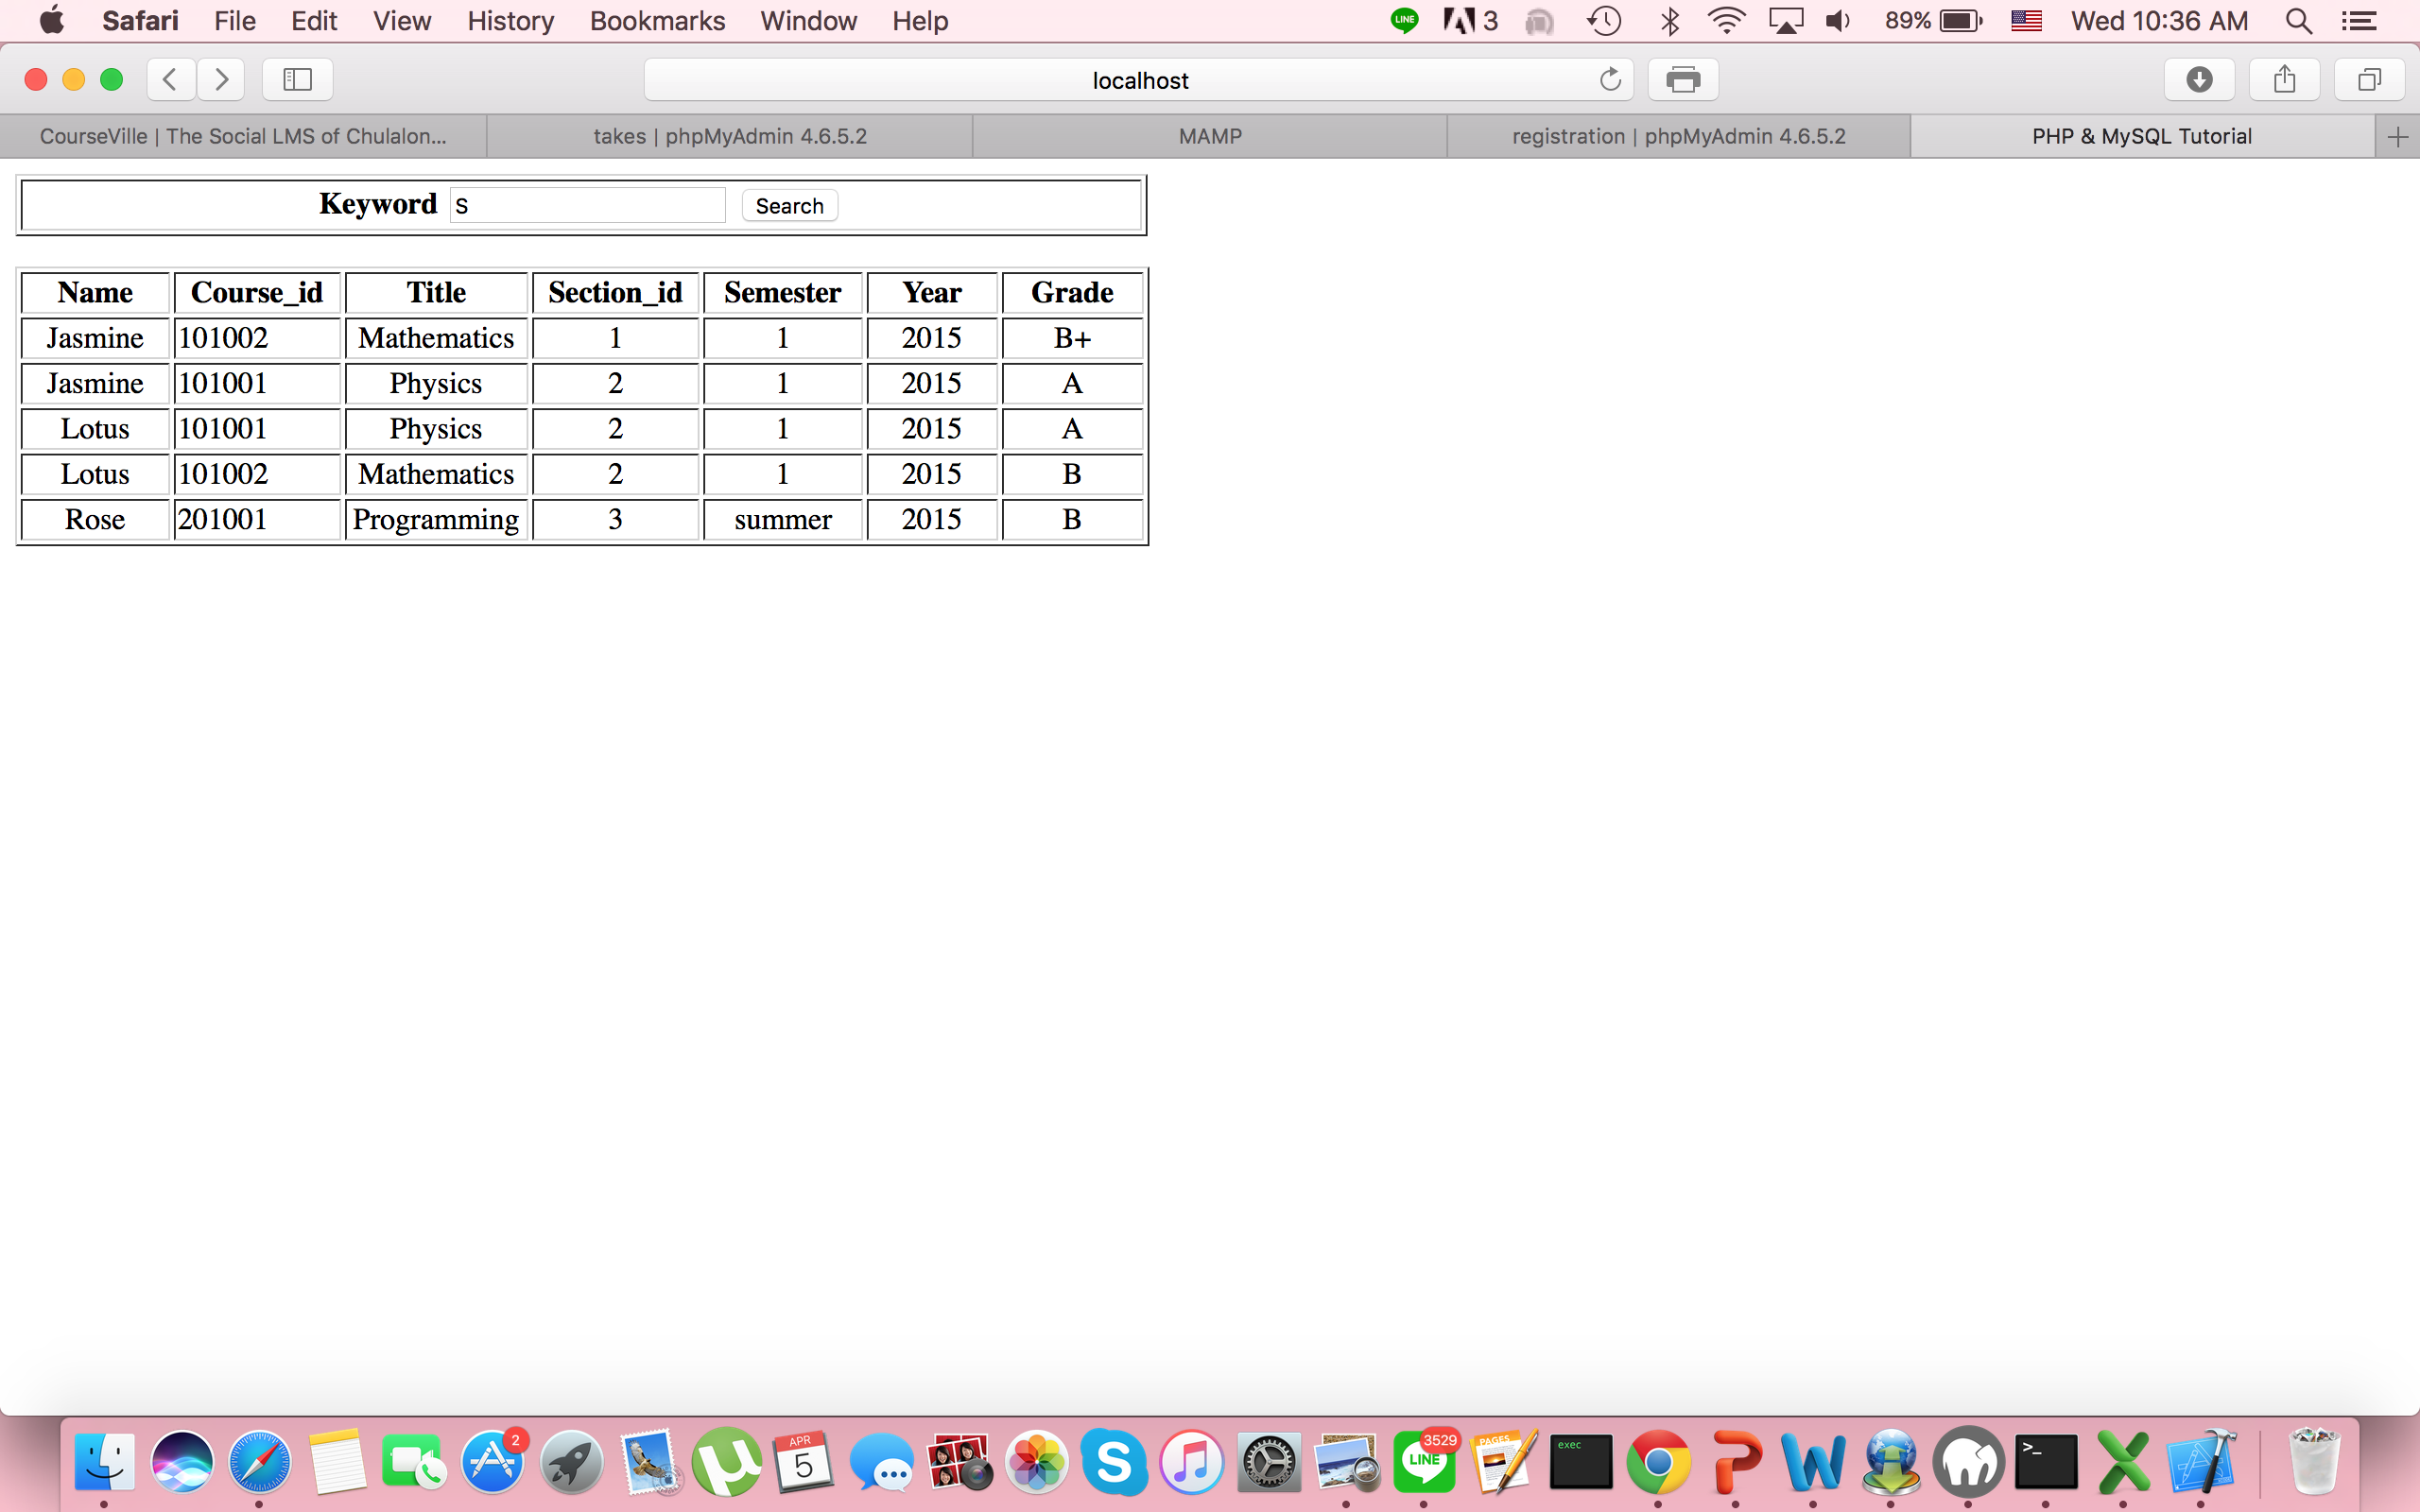 Safari File Edit View History Bookmarks Window Help LINE 3 89% Wed 10:36 AM
localhost
CourseVille | The Social LMS of Chulalon... takes | phpMyAdmin 4.6.5.2 MAMP registration | phpMyAdmin 4.6.5.2 PHP & MySQL Tutorial
Keyword S Search
Name Course_id Title Section_id Semester Year Grade
Jasmine 101002 Mathematics 1 1 2015 B+
Jasmine 101001 Physics 2 1 2015 A
Lotus 101001 Physics 2 1 2015 A
Lotus 101002 Mathematics 2 1 2015 B
Rose 201001 Programming 3 summer 2015 B
2 APR 5 3529 LINE PAGES exec >_